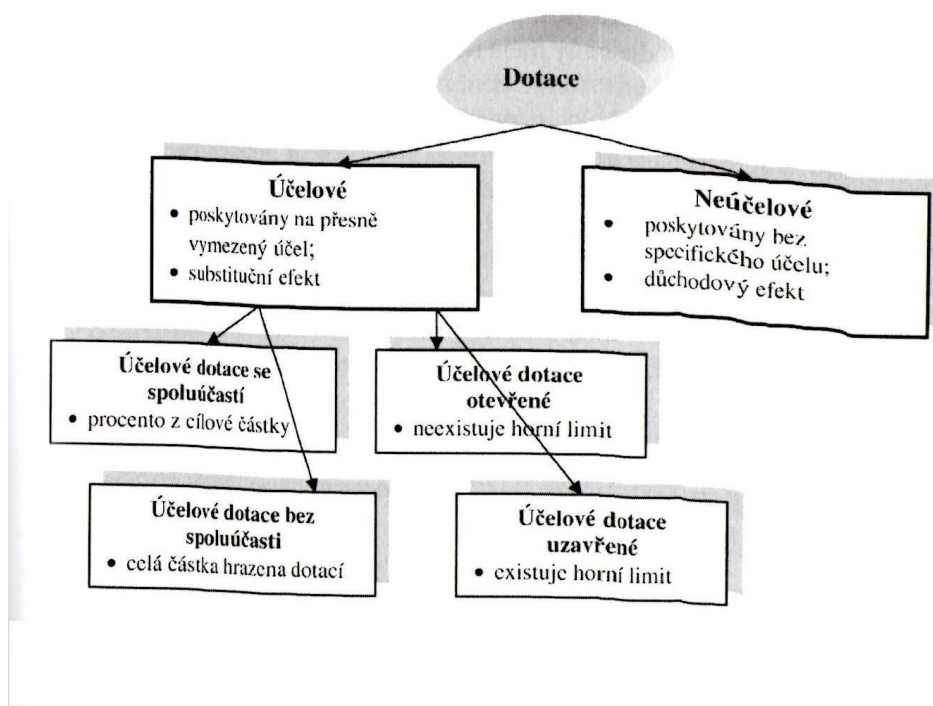 Dotace
Účelové
• poskytovány na přesně
vymezený účel;
• substituční efekt
Neúčelové
• poskytovány bez
specifického účelu;
• důchodový efekt
Účelové dotace se
spoluúčastí
• procento z cílové částky
Účelové dotace
otevřené
• neexistuje horní limit
Účelové dotace bez
spoluúčasti
• celá částka hrazena dotací
Účelové dotace
uzavřené
• existuje horní limit